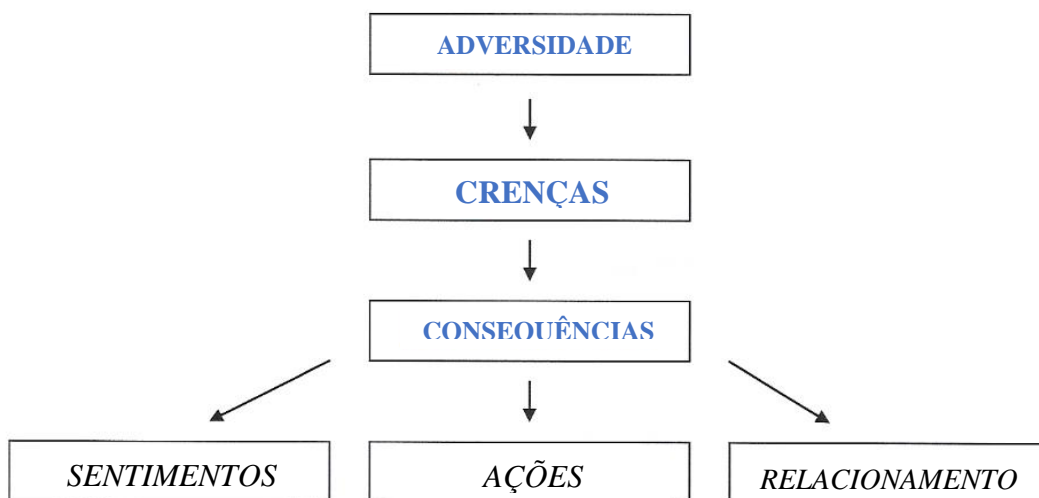 ADVERSIDADE
CRENÇAS
CONSEQUÊNCIAS
SENTIMENTOS
AÇÕES
RELACIONAMENTO